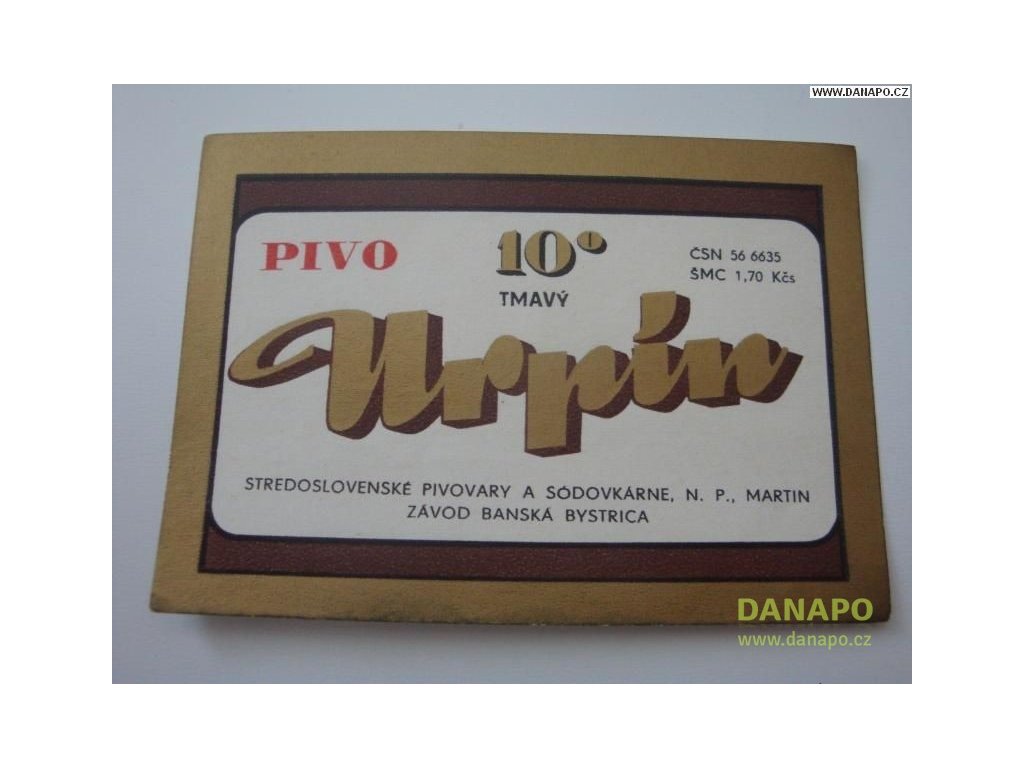 WWW.DANAPO.CZ
PIVO
10°
TMAVÝ
ČSN 56 6635
ŠMC 1,70 Kčs
Urpín
STREDOSLOVENSKÉ PIVOVARY A SÓDOVKÁRNE, N. P., MARTIN
ZÁVOD BANSKÁ BYSTRICA
DANAPO
www.danapo.cz